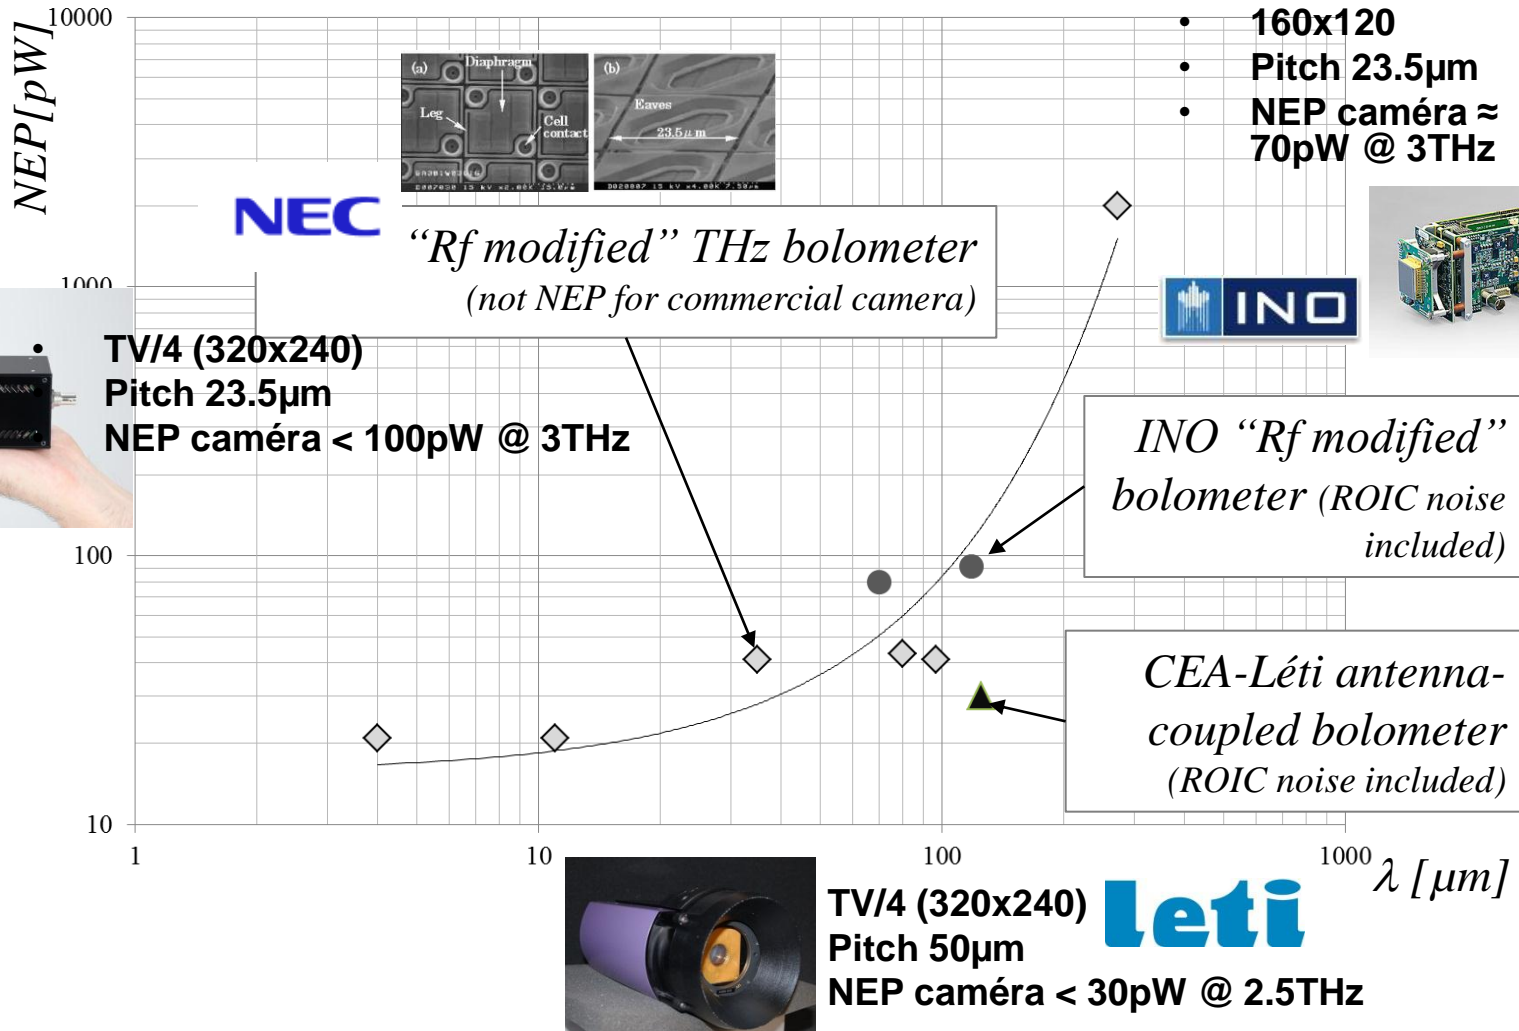 NEP[pW]
10000
1000
100
10
1
10
100
1000
λ [μm]
(a)
Diaphragm
Leg
Cell
contact
(b)
Eaves
23.5μm
NEC
“Rf modified” THz bolometer
(not NEP for commercial camera)
• TV/4 (320x240)
Pitch 23.5µm
NEP caméra < 100pW @ 3THz
• 160x120
• Pitch 23.5µm
• NEP caméra ≈
70pW @ 3THz
INO
INO “Rf modified”
bolometer (ROIC noise
included)
CEA-Léti antenna-
coupled bolometer
(ROIC noise included)
TV/4 (320x240)
Pitch 50µm
NEP caméra < 30pW @ 2.5THz
leti